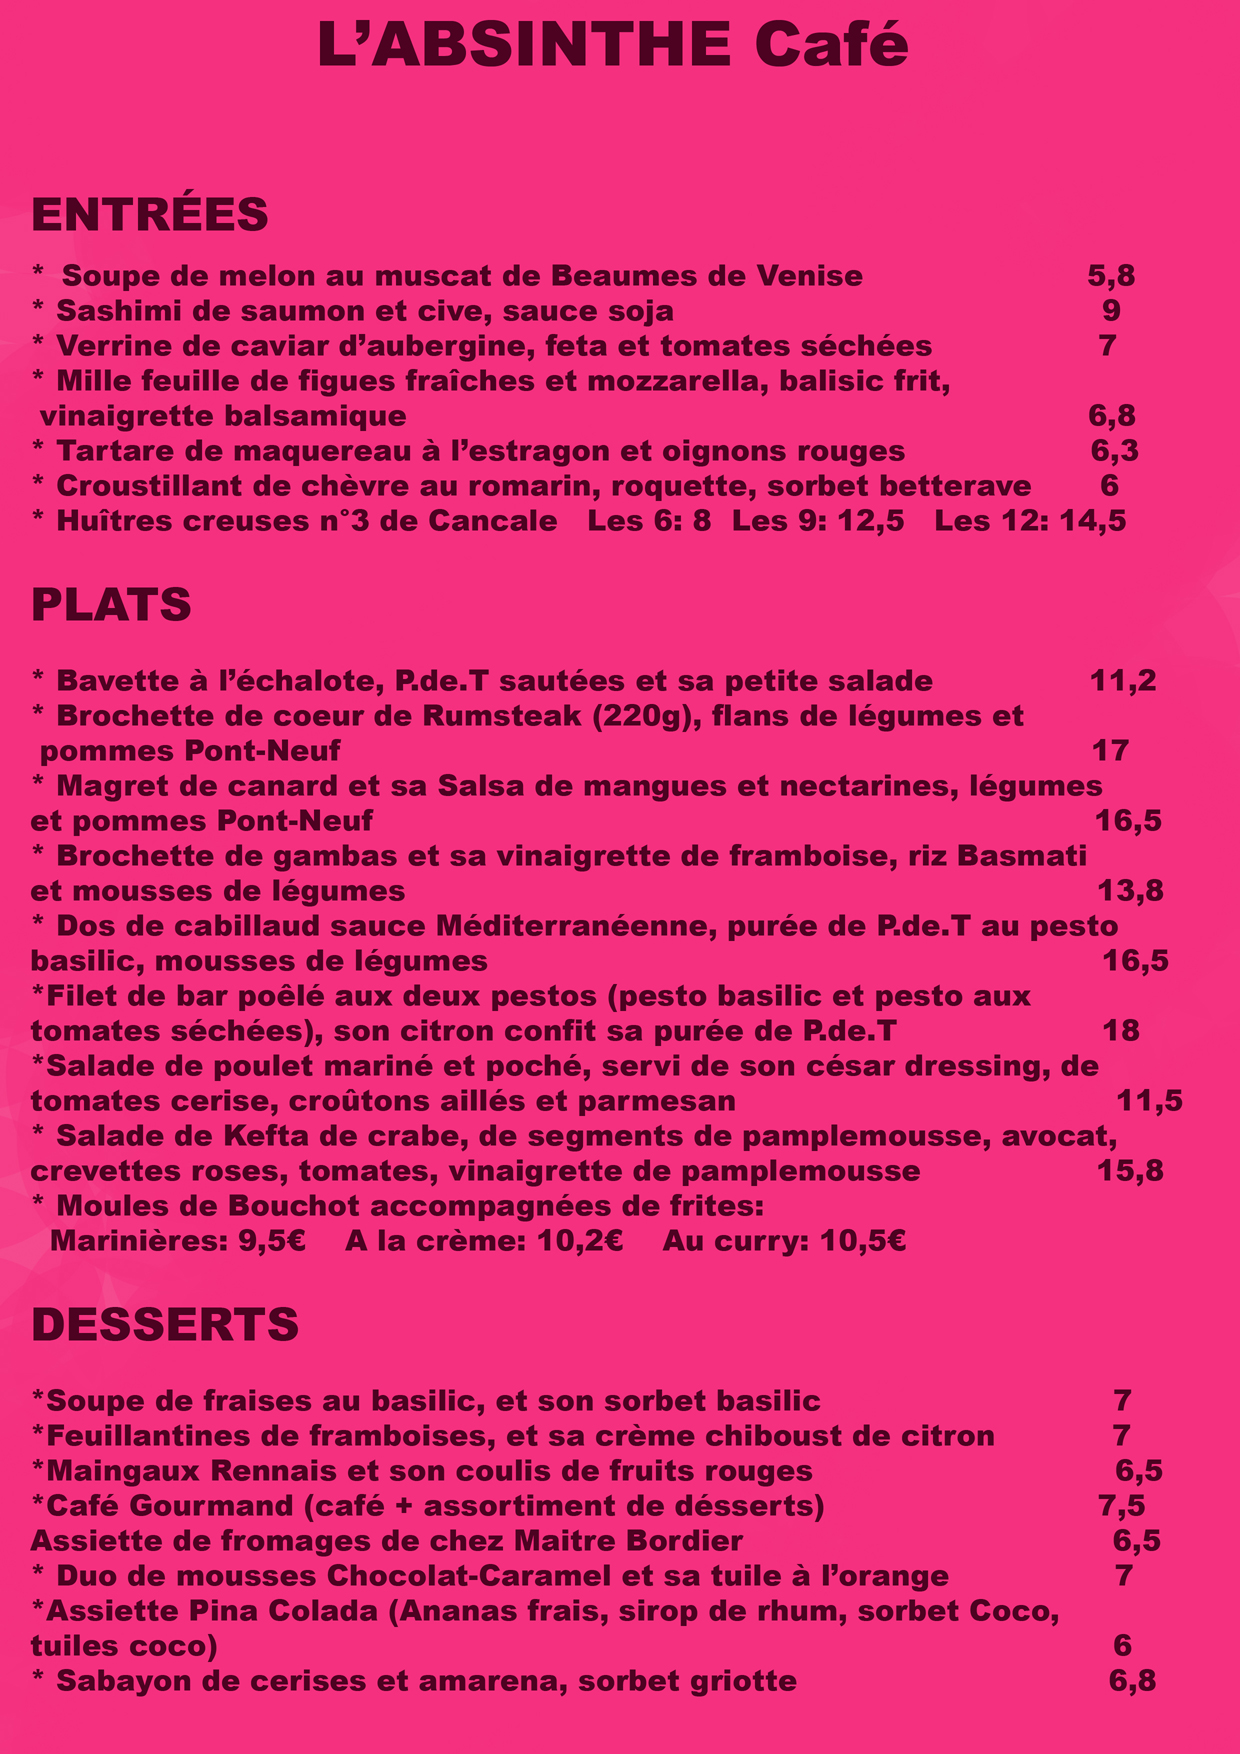 L’ABSINTHE Café
ENTRÉES
* Soupe de melon au muscat de Beaumes de Venise 5,8
* Sashimi de saumon et cive, sauce soja 9
* Verrine de caviar d’aubergine, feta et tomates séchées 7
* Mille feuille de figues fraîches et mozzarella, balisic frit,
vinaigrette balsamique 6,8
* Tartare de maquereau à l’estragon et oignons rouges 6,3
* Croustillant de chèvre au romarin, roquette, sorbet betterave 6
* Huîtres creuses n°3 de Cancale Les 6: 8 Les 9: 12,5 Les 12: 14,5
PLATS
* Bavette à l’échalote, P.de.T sautées et sa petite salade 11,2
* Brochette de coeur de Rumsteak (220g), flans de légumes et
pommes Pont-Neuf 17
* Magret de canard et sa Salsa de mangues et nectarines, légumes
et pommes Pont-Neuf 16,5
* Brochette de gambas et sa vinaigrette de framboise, riz Basmati
et mousses de légumes 13,8
* Dos de cabillaud sauce Méditerranéenne, purée de P.de.T au pesto
basilic, mousses de légumes 16,5
*Filet de bar poêlé aux deux pestos (pesto basilic et pesto aux
tomates séchées), son citron confit sa purée de P.de.T 18
*Salade de poulet mariné et poché, servi de son césar dressing, de
tomates cerise, croûtons aillés et parmesan 11,5
* Salade de Kefta de crabe, de segments de pamplemousse, avocat,
crevettes roses, tomates, vinaigrette de pamplemousse 15,8
* Moules de Bouchot accompagnées de frites:
Marinières: 9,5€ A la crème: 10,2€ Au curry: 10,5€
DESSERTS
*Soupe de fraises au basilic, et son sorbet basilic 7
*Feuillantines de framboises, et sa crème chiboust de citron 7
*Maingaux Rennais et son coulis de fruits rouges 6,5
*Café Gourmand (café + assortiment de désserts) 7,5
Assiette de fromages de chez Maitre Bordier 6,5
* Duo de mousses Chocolat-Caramel et sa tuile à l’orange 7
*Assiette Pina Colada (Ananas frais, sirop de rhum, sorbet Coco,
tuiles coco) 6
* Sabayon de cerises et amarena, sorbet griotte 6,8